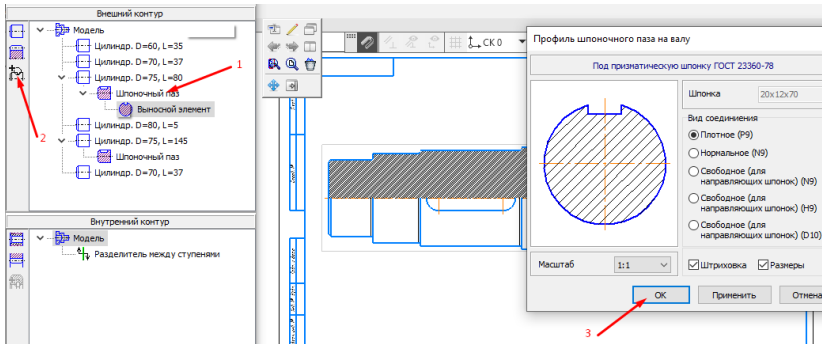 Внешний контур
Модель
Цилиндр. D=60, L=35
Цилиндр. D=70, L=37
Цилиндр. D=75, L=80
Шпоночный паз
Выносной элемент
Цилиндр. D=80, L=5
Цилиндр. D=75, L=145
Шпоночный паз
Цилиндр. D=70, L=37
1
2
Внутренний контур
Модель
Разделитель между ступенями
СК 0
Профиль шпоночного паза на валу
Под призматическую шпонку ГОСТ 23360-78
Шпонка 20x12x70
Вид соединиения
Плотное (P9)
Нормальное (N9)
Свободное (для
направляющих шпонок) (N9)
Свободное (для
направляющих шпонок) (H9)
Свободное (для
направляющих шпонок) (D10)
Масштаб 1:1
Штриховка Размеры
OK Применить Отмена
3